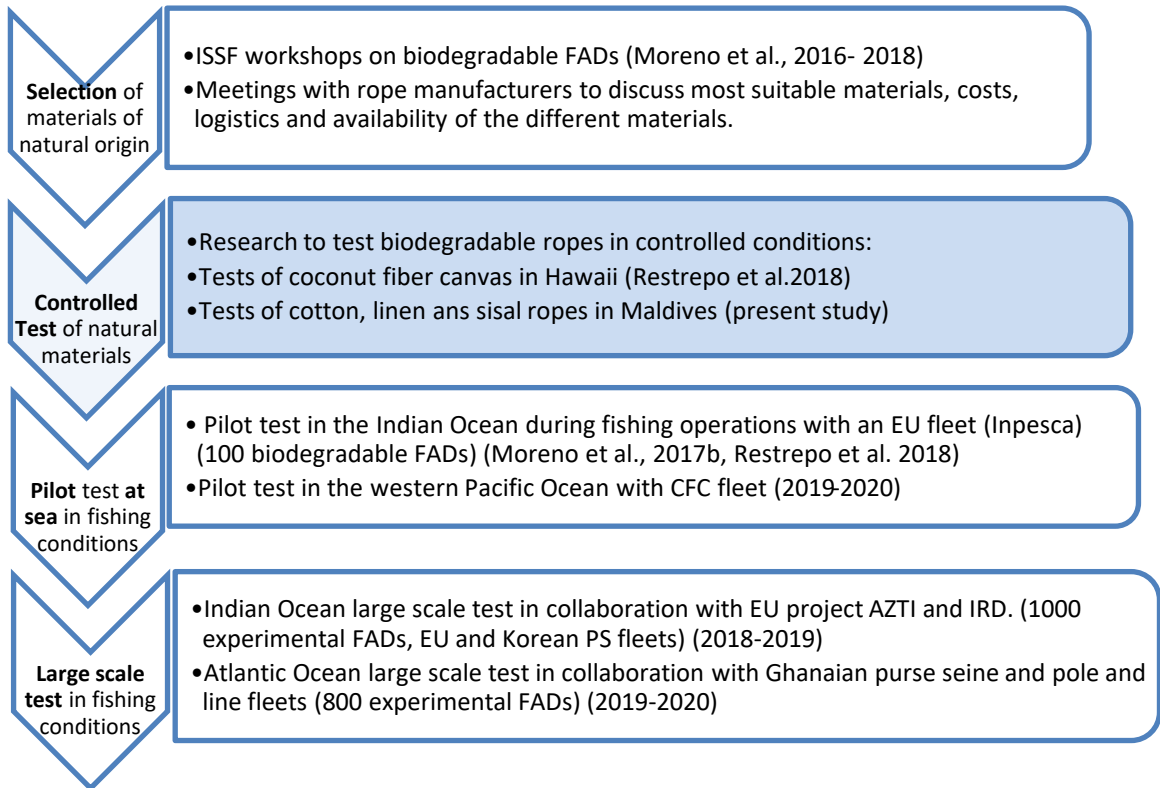 Selection of
materials of
natural origin
•ISSF workshops on biodegradable FADs (Moreno et al., 2016- 2018)
•Meetings with rope manufacturers to discuss most suitable materials, costs,
logistics and availability of the different materials.
Controlled
Test of natural
materials
•Research to test biodegradable ropes in controlled conditions:
•Tests of coconut fiber canvas in Hawaii (Restrepo et al.2018)
•Tests of cotton, linen ans sisal ropes in Maldives (present study)
Pilot test at
sea in fishing
conditions
• Pilot test in the Indian Ocean during fishing operations with an EU fleet (Inpesca)
(100 biodegradable FADs) (Moreno et al., 2017b, Restrepo et al. 2018)
•Pilot test in the western Pacific Ocean with CFC fleet (2019-2020)
Large scale
test in fishing
conditions
•Indian Ocean large scale test in collaboration with EU project AZTI and IRD. (1000
experimental FADs, EU and Korean PS fleets) (2018-2019)
•Atlantic Ocean large scale test in collaboration with Ghanaian purse seine and pole and
line fleets (800 experimental FADs) (2019-2020)